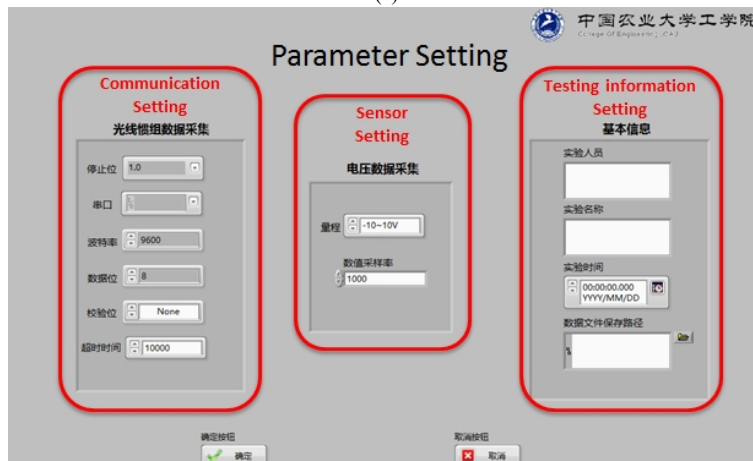 中国农业大学工学院
College Of Engineering, CAU
Parameter Setting
Communication
Setting
光线惯组数据采集
停止位 1.0
串口
波特率 9600
数据位 8
校验位 None
超时时间 10000
Sensor
Setting
电压数据采集
量程 -10~10V
数值采样率
1000
Testing information
Setting
基本信息
实验人员
实验名称
实验时间
00:00:00.000
YYYY/MM/DD
数据文件保存路径
确定按钮
确定
取消按钮
取消